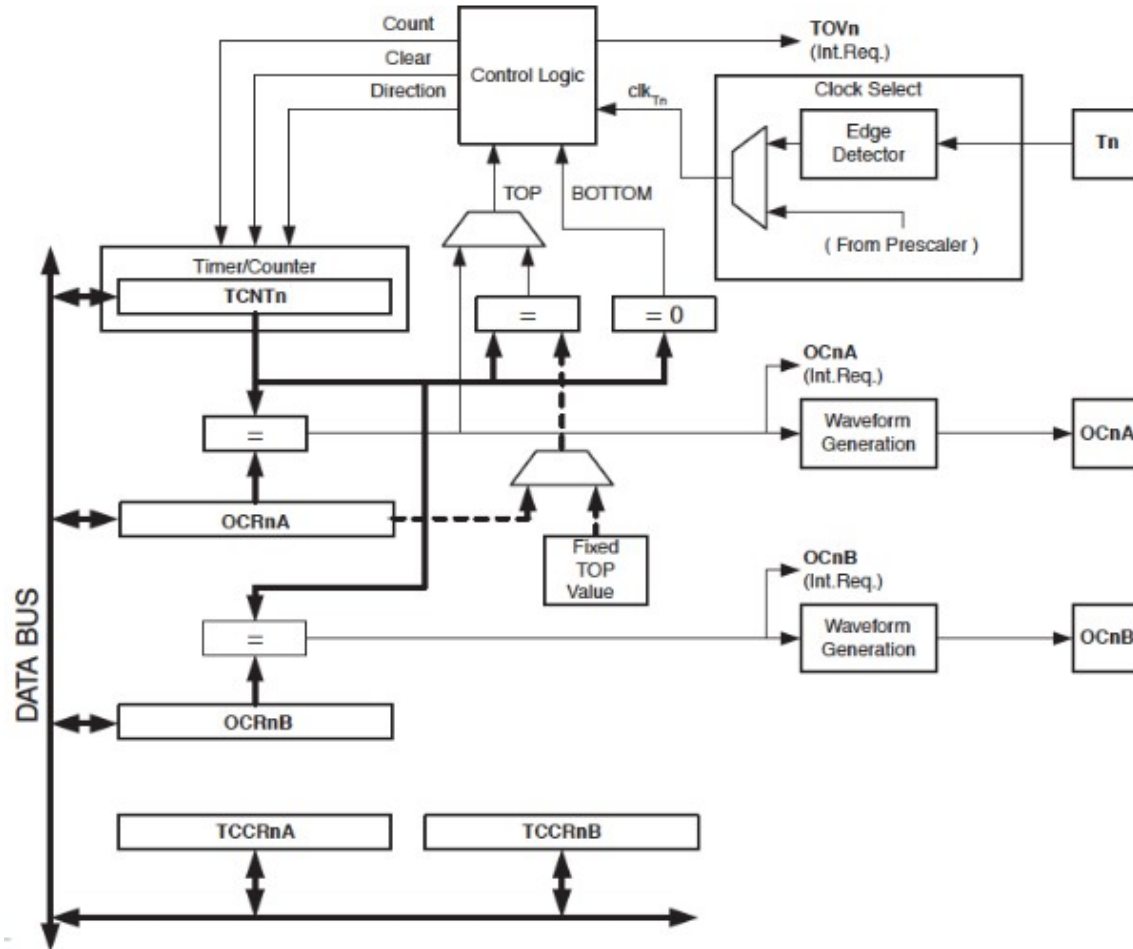 Count
Clear
Direction
Control Logic
TOVn
(Int.Req.)
clkTn
Clock Select
Edge
Detector
Tn
TOP
BOTTOM
( From Prescaler )
Timer/Counter
TCNTn
=
= 0
OCnA
(Int.Req.)
=
Waveform
Generation
OCnA
OCRnA
Fixed
TOP
Value
OCnB
(Int.Req.)
=
Waveform
Generation
OCnB
DATA BUS
OCRnB
TCCRnA
TCCRnB